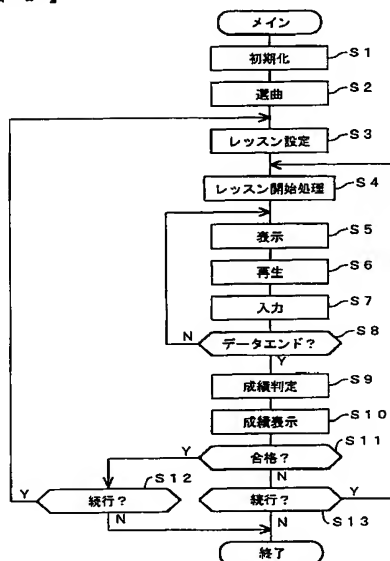 メイン
初期化
S1
選曲
S2
レッスン設定
S3
レッスン開始処理
S4
表示
S5
再生
S6
入力
S7
データエンド?
S8
N
Y
成績判定
S9
成績表示
S10
合格?
S11
Y
N
続行?
S12
Y
N
続行?
S13
Y
N
終了